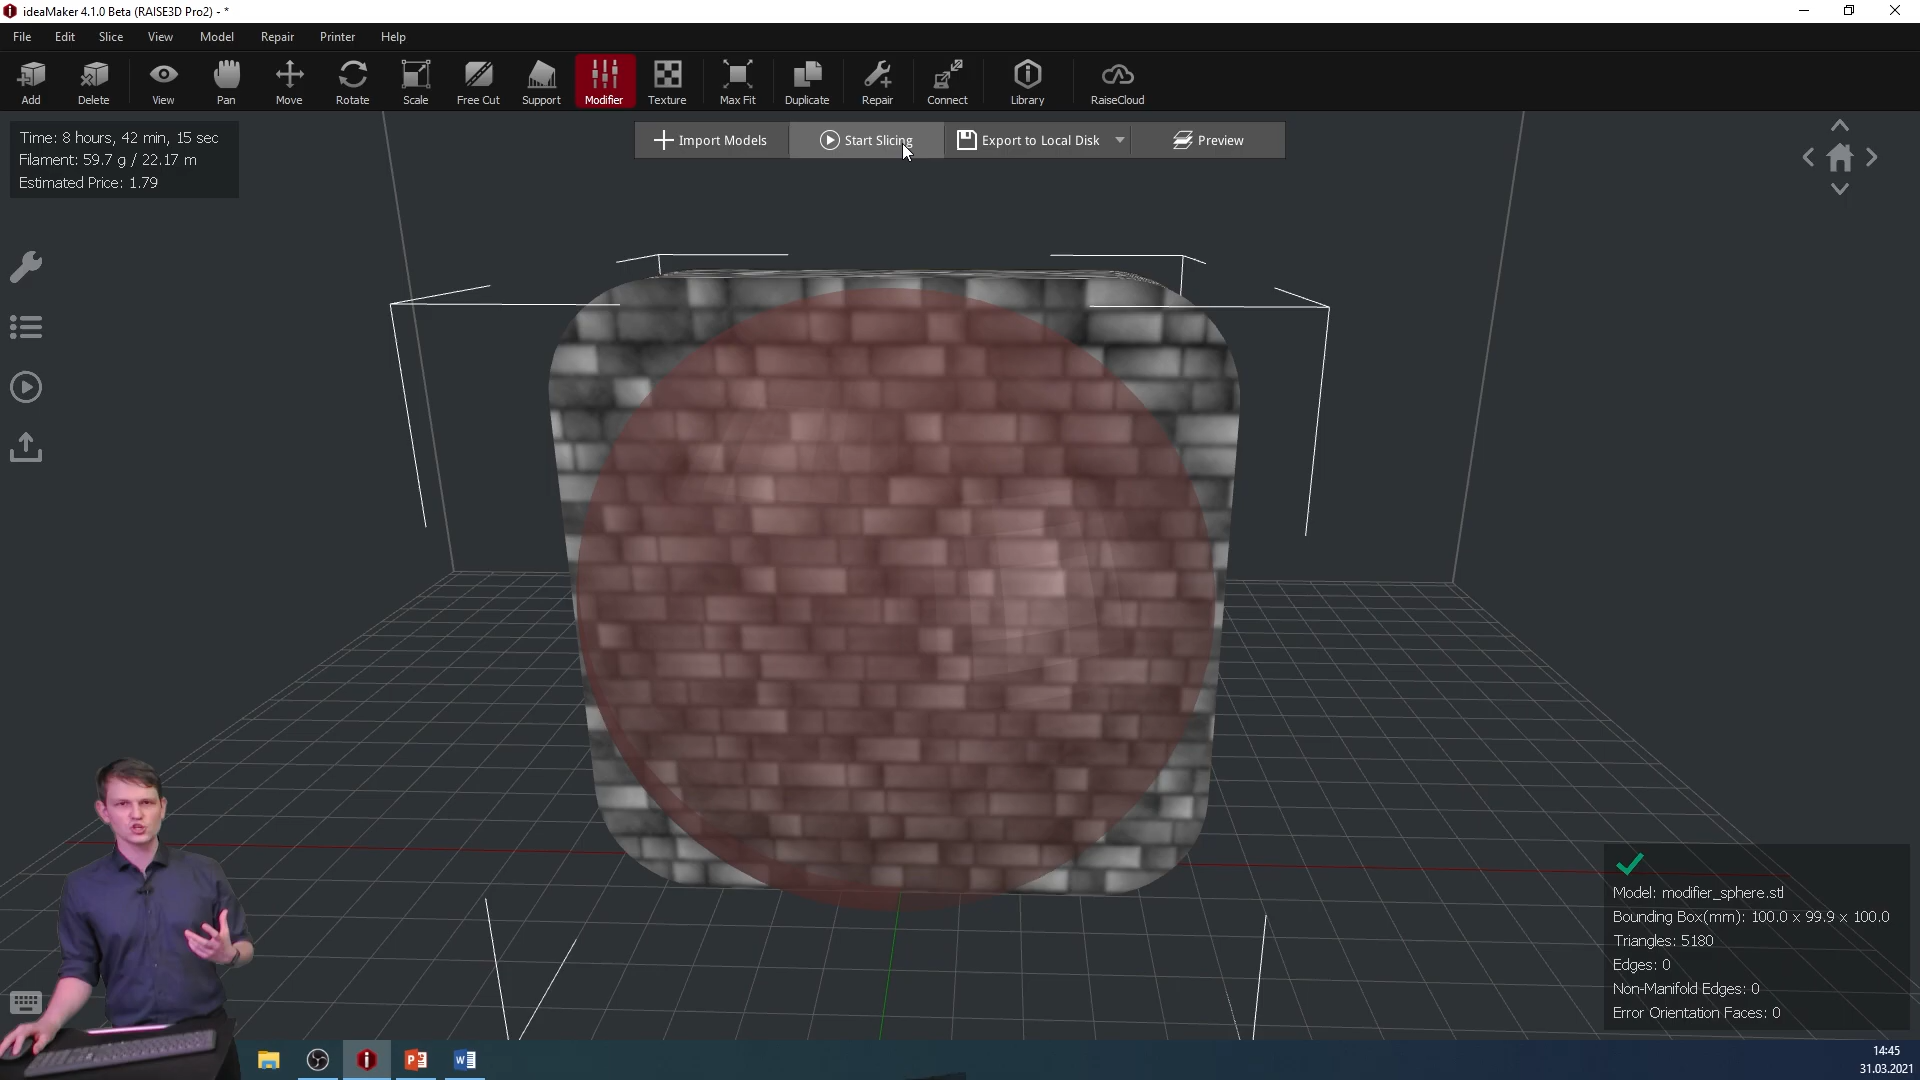 ideaMaker 4.1.0 Beta (RAISE3D Pro2) - *
File Edit Slice View Model Repair Printer Help
Add Delete View Pan Move Rotate Scale Free Cut Support Modifier Texture Max Fit Duplicate Repair Connect Library RaiseCloud
Import Models Start Slicing Export to Local Disk Preview
Time: 8 hours, 42 min, 15 sec
Filament: 59.7 g / 22.17 m
Estimated Price: 1.79
Model: modifier_sphere.stl
Bounding Box(mm): 100.0 x 99.9 x 100.0
Triangles: 5180
Edges: 0
Non-Manifold Edges: 0
Error Orientation Faces: 0
14:45
31.03.2021